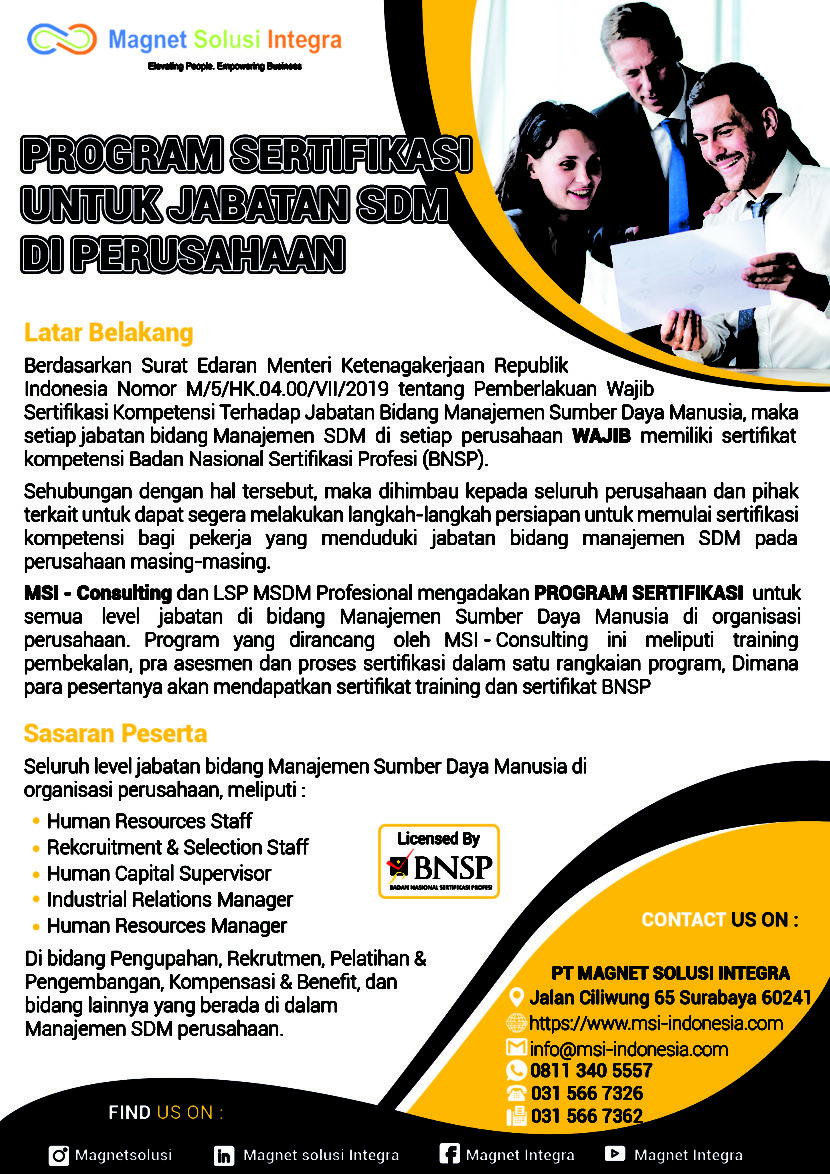 Magnet Solusi Integra
Elevating People. Empowering Business
PROGRAM SERTIFIKASI
UNTUK JABATAN SDM
DI PERUSAHAAN
Latar Belakang
Berdasarkan Surat Edaran Menteri Ketenagakerjaan Republik
Indonesia Nomor M/5/HK.04.00/VII/2019 tentang Pemberlakuan Wajib
Sertifikasi Kompetensi Terhadap Jabatan Bidang Manajemen Sumber Daya Manusia, maka
setiap jabatan bidang Manajemen SDM di setiap perusahaan WAJIB memiliki sertifikat
kompetensi Badan Nasional Sertifikasi Profesi (BNSP).
Sehubungan dengan hal tersebut, maka dihimbau kepada seluruh perusahaan dan pihak
terkait untuk dapat segera melakukan langkah-langkah persiapan untuk memulai sertifikasi
kompetensi bagi pekerja yang menduduki jabatan bidang manajemen SDM pada
perusahaan masing-masing.
MSI - Consulting dan LSP MSDM Profesional mengadakan PROGRAM SERTIFIKASI untuk
semua level jabatan di bidang Manajemen Sumber Daya Manusia di organisasi
perusahaan. Program yang dirancang oleh MSI - Consulting ini meliputi training
pembekalan, pra asesmen dan proses sertifikasi dalam satu rangkaian program, Dimana
para pesertanya akan mendapatkan sertifikat training dan sertifikat BNSP
Sasaran Peserta
Seluruh level jabatan bidang Manajemen Sumber Daya Manusia di
organisasi perusahaan, meliputi :
• Human Resources Staff
• Rekcruitment & Selection Staff
• Human Capital Supervisor
• Industrial Relations Manager
• Human Resources Manager
Di bidang Pengupahan, Rekrutmen, Pelatihan &
Pengembangan, Kompensasi & Benefit, dan
bidang lainnya yang berada di dalam
Manajemen SDM perusahaan.
Licensed By
BNSP
BADAN NASIONAL SERTIFIKASI PROFESI
CONTACT US ON :
PT MAGNET SOLUSI INTEGRA
Jalan Ciliwung 65 Surabaya 60241
https://www.msi-indonesia.com
info@msi-indonesia.com
0811 340 5557
031 566 7326
031 566 7362
FIND US ON :
Magnetsolusi
Magnet solusi Integra
Magnet Integra
Magnet Integra